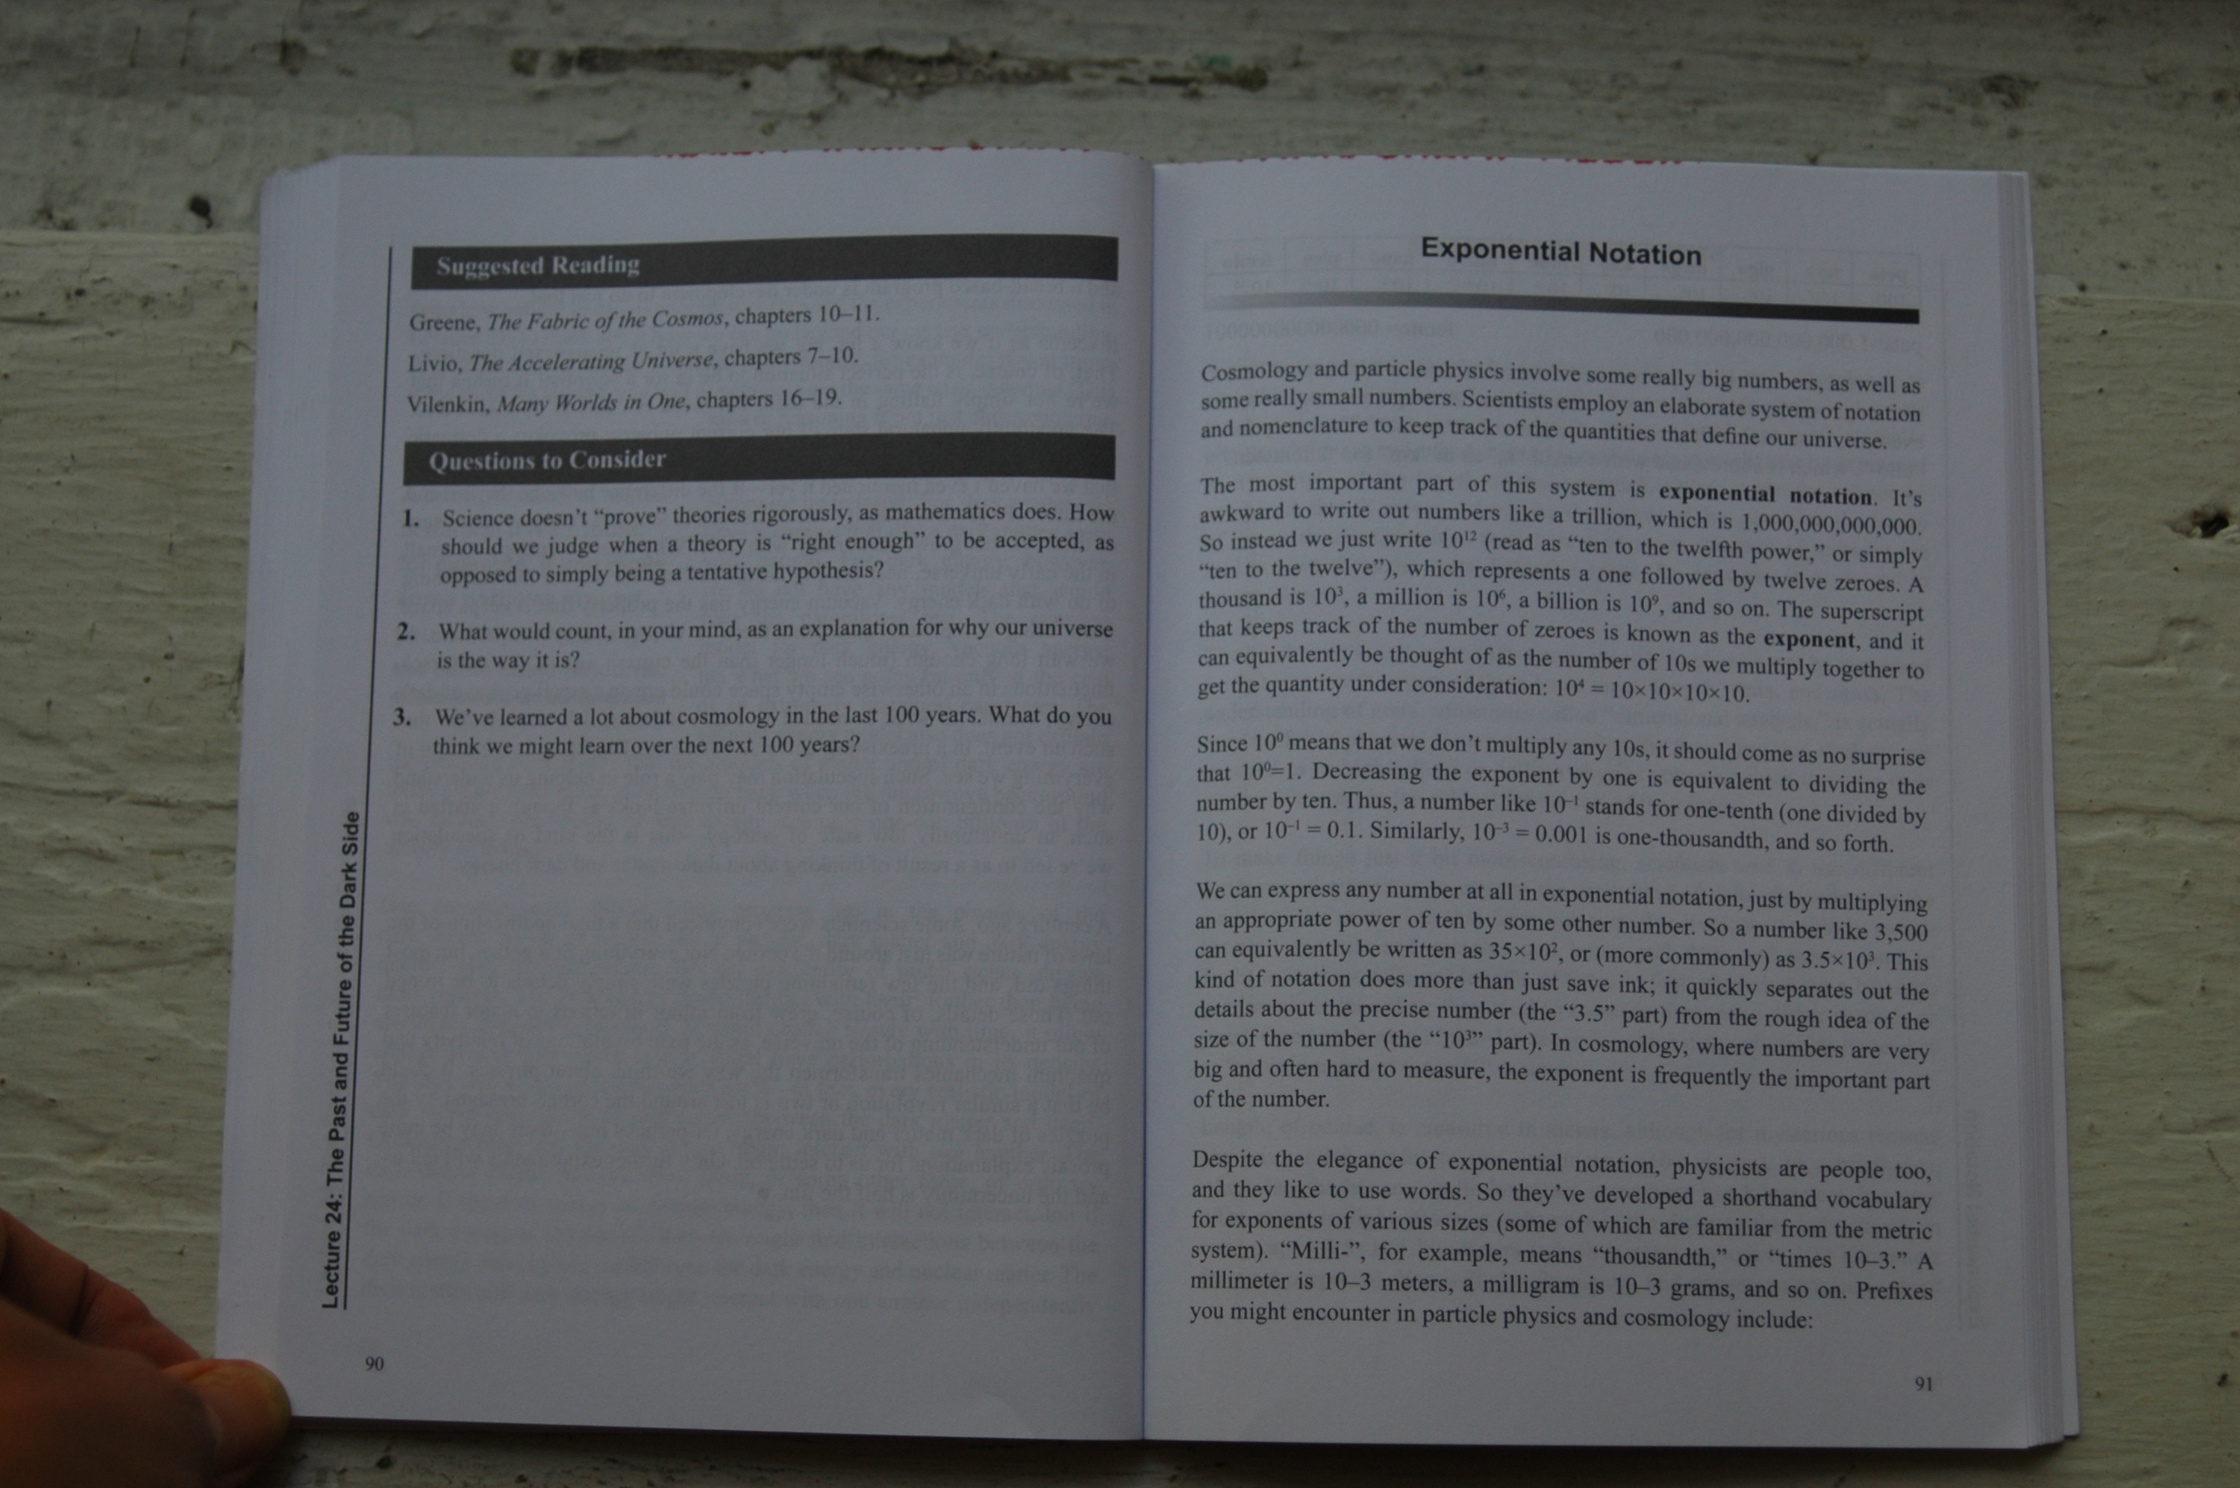 Suggested Reading
Greene, The Fabric of the Cosmos, chapters 10–11.
Livio, The Accelerating Universe, chapters 7–10.
Vilenkin, Many Worlds in One, chapters 16–19.
Questions to Consider
1. Science doesn't “prove” theories rigorously, as mathematics does. How
should we judge when a theory is “right enough” to be accepted, as
opposed to simply being a tentative hypothesis?
2. What would count, in your mind, as an explanation for why our universe
is the way it is?
3. We've learned a lot about cosmology in the last 100 years. What do you
think we might learn over the next 100 years?
Lecture 24: The Past and Future of the Dark Side
90
Exponential Notation
Cosmology and particle physics involve some really big numbers, as well as
some really small numbers. Scientists employ an elaborate system of notation
and nomenclature to keep track of the quantities that define our universe.
The most important part of this system is exponential notation. It's
awkward to write out numbers like a trillion, which is 1,000,000,000,000.
So instead we just write 10¹² (read as “ten to the twelfth power,” or simply
“ten to the twelve”), which represents a one followed by twelve zeroes. A
thousand is 10³, a million is 10⁶, a billion is 10⁹, and so on. The superscript
that keeps track of the number of zeroes is known as the exponent, and it
can equivalently be thought of as the number of 10s we multiply together to
get the quantity under consideration: 10⁴ = 10×10×10×10.
Since 10⁰ means that we don't multiply any 10s, it should come as no surprise
that 10⁰=1. Decreasing the exponent by one is equivalent to dividing the
number by ten. Thus, a number like 10⁻¹ stands for one-tenth (one divided by
10), or 10⁻¹ = 0.1. Similarly, 10⁻³ = 0.001 is one-thousandth, and so forth.
We can express any number at all in exponential notation, just by multiplying
an appropriate power of ten by some other number. So a number like 3,500
can equivalently be written as 35×10², or (more commonly) as 3.5×10³. This
kind of notation does more than just save ink; it quickly separates out the
details about the precise number (the “3.5” part) from the rough idea of the
size of the number (the “10³” part). In cosmology, where numbers are very
big and often hard to measure, the exponent is frequently the important part
of the number.
Despite the elegance of exponential notation, physicists are people too,
and they like to use words. So they've developed a shorthand vocabulary
for exponents of various sizes (some of which are familiar from the metric
system). “Milli-”, for example, means “thousandth,” or “times 10–3.” A
millimeter is 10–3 meters, a milligram is 10–3 grams, and so on. Prefixes
you might encounter in particle physics and cosmology include:
91